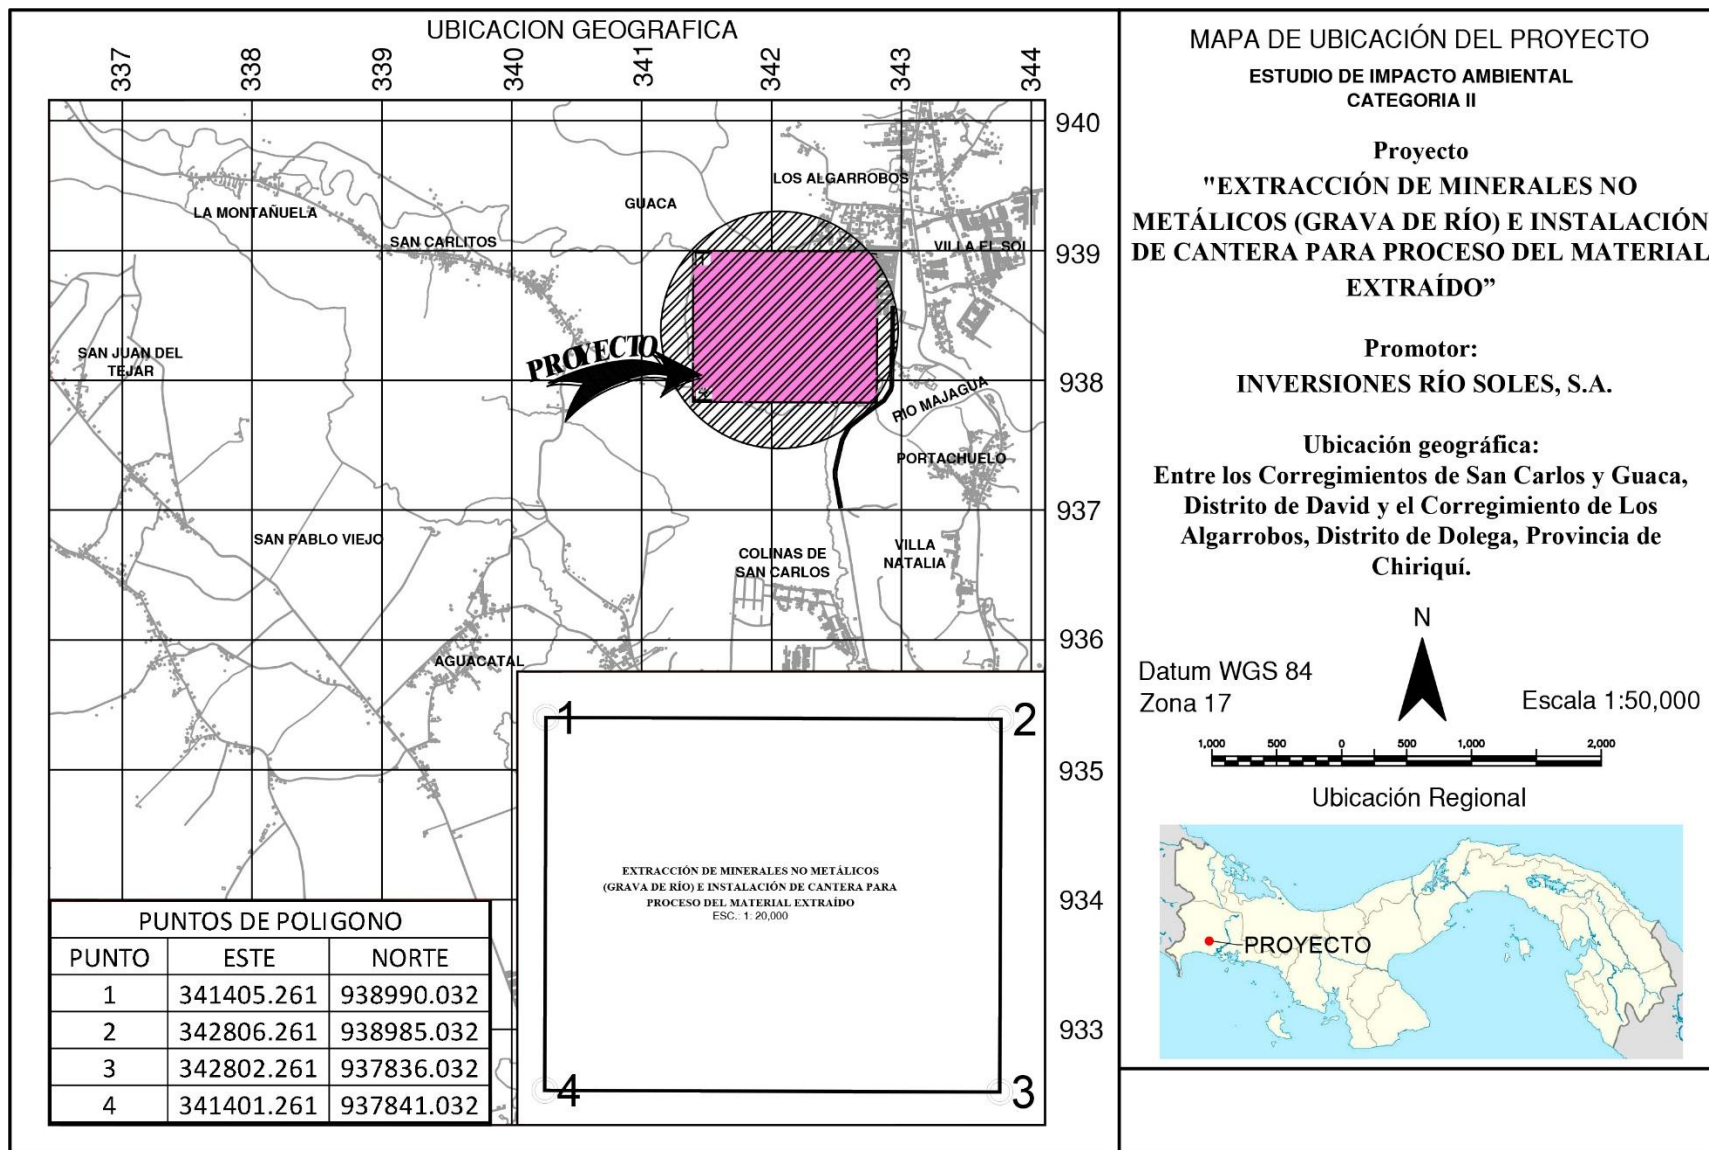 UBICACION GEOGRAFICA
337
338
339
340
341
342
343
344
940
939
938
937
936
935
934
933
LOS ALGARROBOS
GUACA
LA MONTAÑUELA
SAN CARLITOS
VILLA EL SOL
SAN JUAN DEL
TEJAR
PROYECTO
RIO MAJAGUA
PORTACHUELO
SAN PABLO VIEJO
COLINAS DE
SAN CARLOS
VILLA
NATALIA
AGUACATAL
1
2
EXTRACCIÓN DE MINERALES NO METÁLICOS
(GRAVA DE RÍO) E INSTALACIÓN DE CANTERA PARA
PROCESO DEL MATERIAL EXTRAÍDO
ESC.: 1: 20,000
4
3
PUNTOS DE POLIGONO
PUNTO ESTE NORTE
1 341405.261 938990.032
2 342806.261 938985.032
3 342802.261 937836.032
4 341401.261 937841.032
MAPA DE UBICACIÓN DEL PROYECTO
ESTUDIO DE IMPACTO AMBIENTAL
CATEGORIA II
Proyecto
"EXTRACCIÓN DE MINERALES NO
METÁLICOS (GRAVA DE RÍO) E INSTALACIÓN
DE CANTERA PARA PROCESO DEL MATERIAL
EXTRAÍDO”
Promotor:
INVERSIONES RÍO SOLES, S.A.
Ubicación geográfica:
Entre los Corregimientos de San Carlos y Guaca,
Distrito de David y el Corregimiento de Los
Algarrobos, Distrito de Dolega, Provincia de
Chiriquí.
N
Datum WGS 84
Zona 17
Escala 1:50,000
1,000 500 0 500 1,000 2,000
Ubicación Regional
PROYECTO